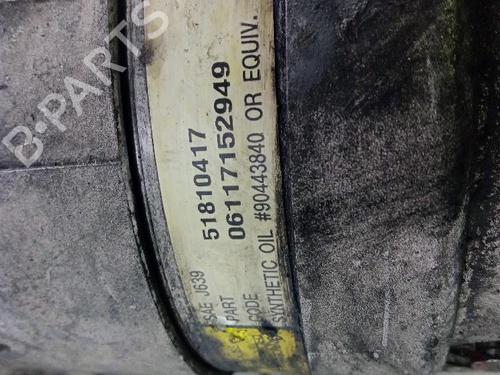 B-PARTS
SAE J639
PART 51810417
CODE 06117152949
SYNTHETIC OIL #90443840 OR EQUIV.